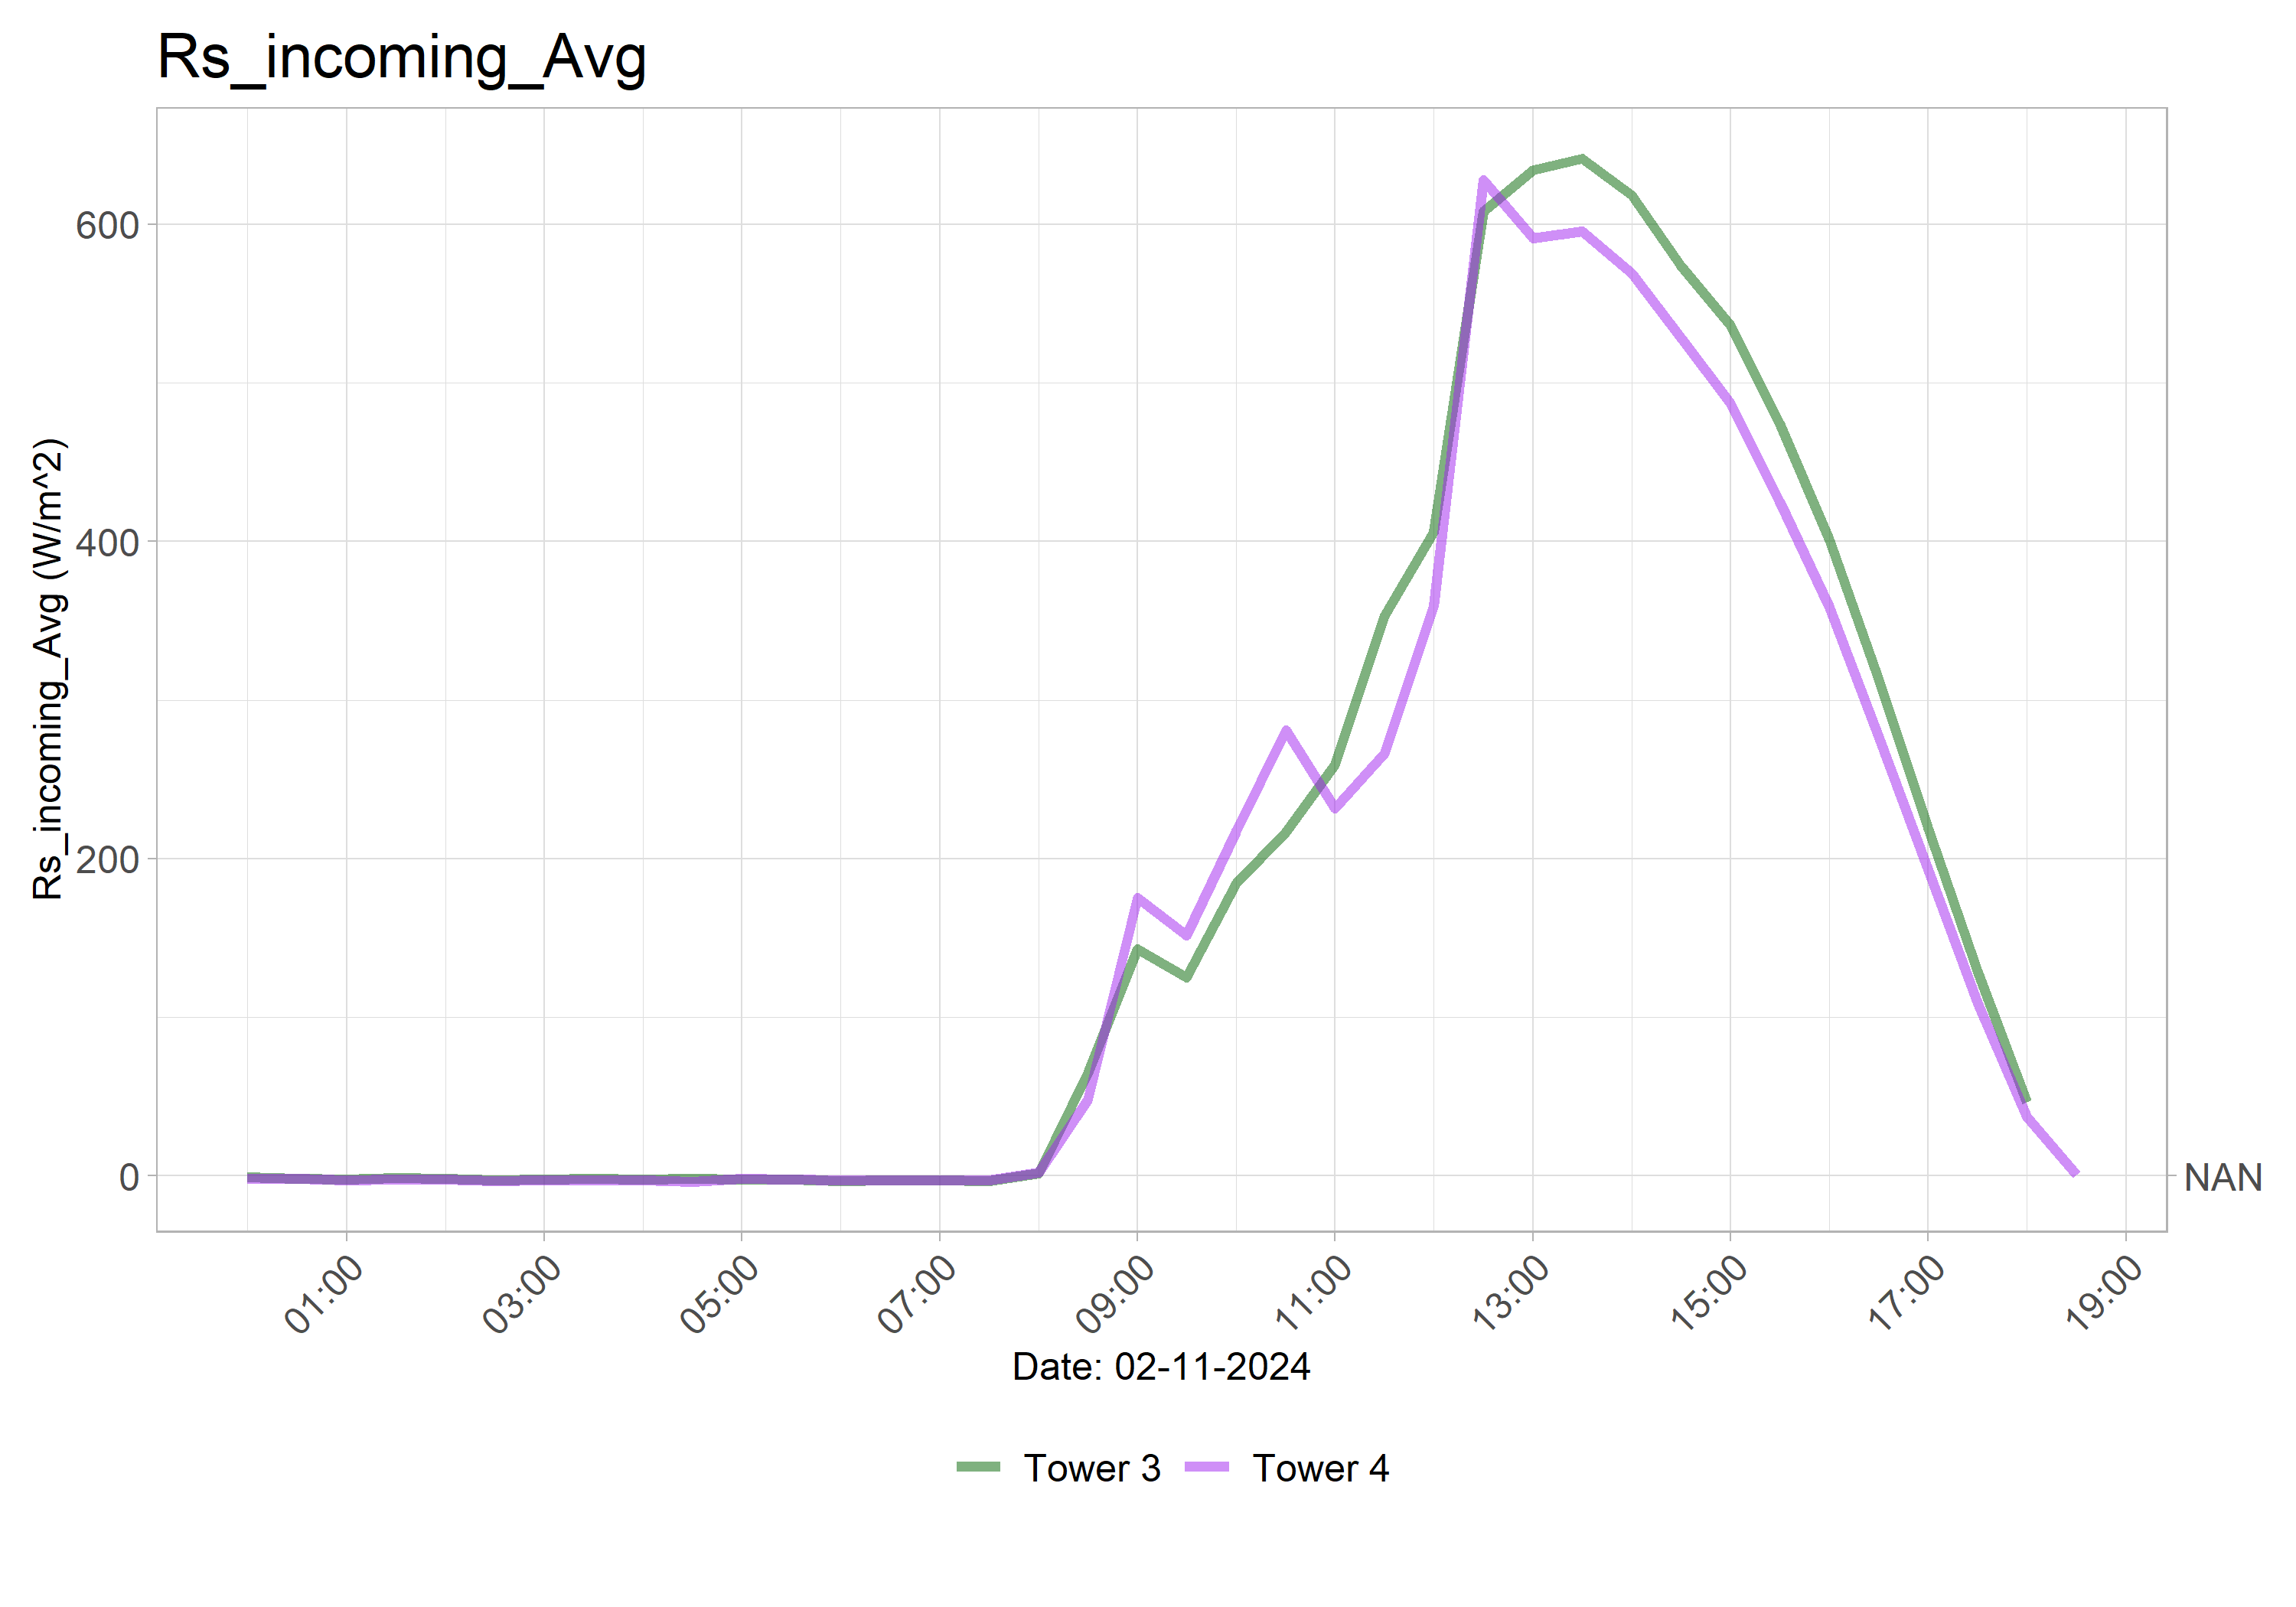 Rs_incoming_Avg
Rs_incoming_Avg (W/m^2)
600
400
200
0
NAN
01:00
03:00
05:00
07:00
09:00
11:00
13:00
15:00
17:00
19:00
Date: 02-11-2024
Tower 3
Tower 4